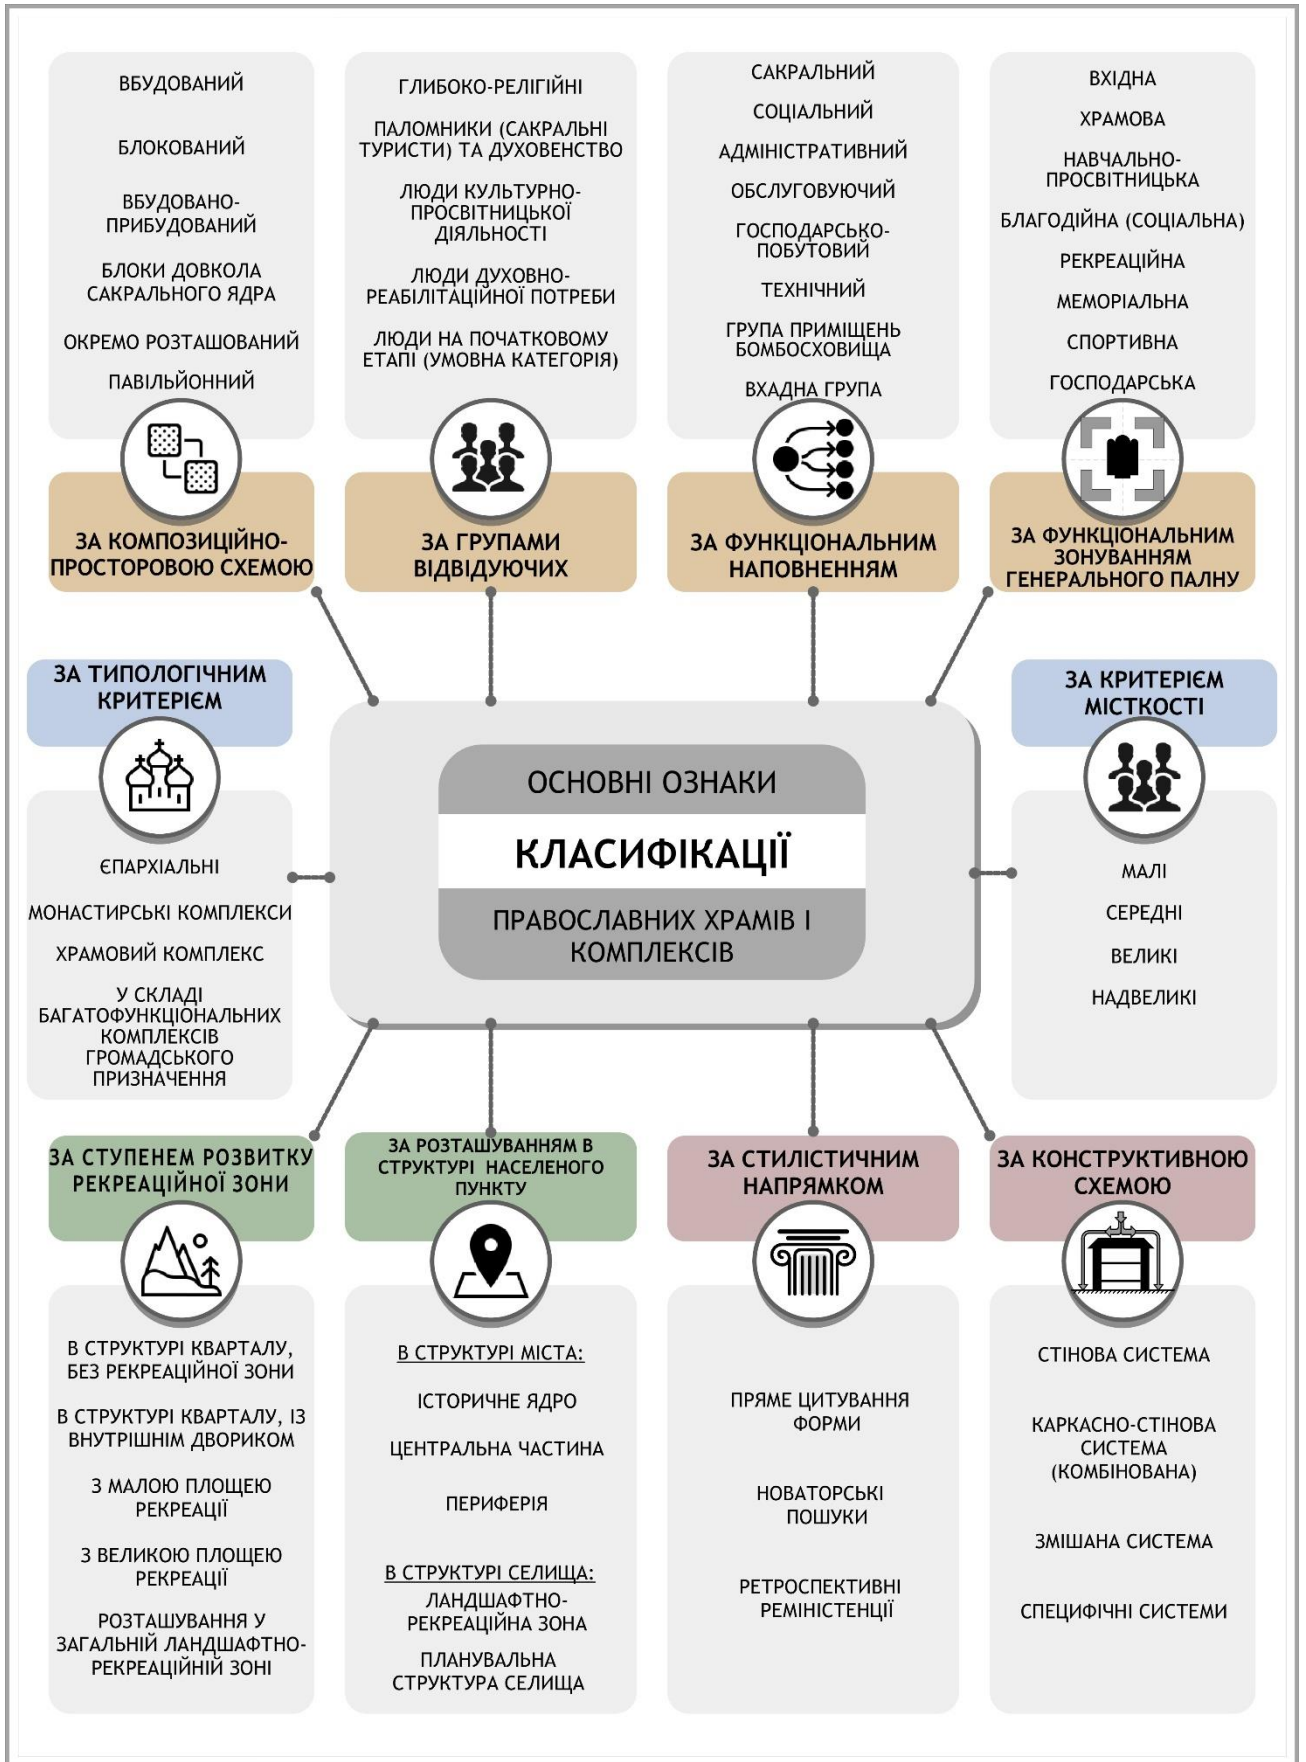 ВБУДОВАНИЙ
БЛОКОВАНИЙ
ВБУДОВАНО-
ПРИБУДОВАНИЙ
БЛОКИ ДОВКОЛА
САКРАЛЬНОГО ЯДРА
ОКРЕМО РОЗТАШОВАНИЙ
ПАВІЛЬЙОННИЙ
ЗА КОМПОЗИЦІЙНО-
ПРОСТОРОВОЮ СХЕМОЮ
ГЛИБОКО-РЕЛІГІЙНІ
ПАЛОМНИКИ (САКРАЛЬНІ
ТУРИСТИ) ТА ДУХОВЕНСТВО
ЛЮДИ КУЛЬТУРНО-
ПРОСВІТНИЦЬКОЇ
ДІЯЛЬНОСТІ
ЛЮДИ ДУХОВНО-
РЕАБІЛІТАЦІЙНОЇ ПОТРЕБИ
ЛЮДИ НА ПОЧАТКОВОМУ
ЕТАПІ (УМОВНА КАТЕГОРІЯ)
ЗА ГРУПАМИ
ВІДВІДУЮЧИХ
САКРАЛЬНИЙ
СОЦІАЛЬНИЙ
АДМІНІСТРАТИВНИЙ
ОБСЛУГОВУЮЧИЙ
ГОСПОДАРСЬКО-
ПОБУТОВИЙ
ТЕХНІЧНИЙ
ГРУПА ПРИМІЩЕНЬ
БОМБОСХОВИЩА
ВХАДНА ГРУПА
ЗА ФУНКЦІОНАЛЬНИМ
НАПОВНЕННЯМ
ВХІДНА
ХРАМОВА
НАВЧАЛЬНО-
ПРОСВІТНИЦЬКА
БЛАГОДІЙНА (СОЦІАЛЬНА)
РЕКРЕАЦІЙНА
МЕМОРІАЛЬНА
СПОРТИВНА
ГОСПОДАРСЬКА
ЗА ФУНКЦІОНАЛЬНИМ
ЗОНУВАННЯМ
ГЕНЕРАЛЬНОГО ПАЛНУ
ЗА ТИПОЛОГІЧНИМ
КРИТЕРІЄМ
ЄПАРХІАЛЬНІ
МОНАСТИРСЬКІ КОМПЛЕКСИ
ХРАМОВИЙ КОМПЛЕКС
У СКЛАДІ
БАГАТОФУНКЦІОНАЛЬНИХ
КОМПЛЕКСІВ
ГРОМАДСЬКОГО
ПРИЗНАЧЕННЯ
ОСНОВНІ ОЗНАКИ
КЛАСИФІКАЦІЇ
ПРАВОСЛАВНИХ ХРАМІВ І
КОМПЛЕКСІВ
ЗА КРИТЕРІЄМ
МІСТКОСТІ
МАЛІ
СЕРЕДНІ
ВЕЛИКІ
НАДВЕЛИКІ
ЗА СТУПЕНЕМ РОЗВИТКУ
РЕКРЕАЦІЙНОЇ ЗОНИ
В СТРУКТУРІ КВАРТАЛУ,
БЕЗ РЕКРЕАЦІЙНОЇ ЗОНИ
В СТРУКТУРІ КВАРТАЛУ, ІЗ
ВНУТРІШНІМ ДВОРИКОМ
З МАЛОЮ ПЛОЩЕЮ
РЕКРЕАЦІЇ
З ВЕЛИКОЮ ПЛОЩЕЮ
РЕКРЕАЦІЇ
РОЗТАШУВАННЯ У
ЗАГАЛЬНІЙ ЛАНДШАФТНО-
РЕКРЕАЦІЙНІЙ ЗОНІ
ЗА РОЗТАШУВАННЯМ В
СТРУКТУРІ НАСЕЛЕНОГО
ПУНКТУ
В СТРУКТУРІ МІСТА:
ІСТОРИЧНЕ ЯДРО
ЦЕНТРАЛЬНА ЧАСТИНА
ПЕРИФЕРІЯ
В СТРУКТУРІ СЕЛИЩА:
ЛАНДШАФТНО-
РЕКРЕАЦІЙНА ЗОНА
ПЛАНУВАЛЬНА
СТРУКТУРА СЕЛИЩА
ЗА СТИЛІСТИЧНИМ
НАПРЯМКОМ
ПРЯМЕ ЦИТУВАННЯ
ФОРМИ
НОВАТОРСЬКІ
ПОШУКИ
РЕТРОСПЕКТИВНІ
РЕМІНІСТЕНЦІЇ
ЗА КОНСТРУКТИВНОЮ
СХЕМОЮ
СТІНОВА СИСТЕМА
КАРКАСНО-СТІНОВА
СИСТЕМА
(КОМБІНОВАНА)
ЗМІШАНА СИСТЕМА
СПЕЦИФІЧНІ СИСТЕМИ